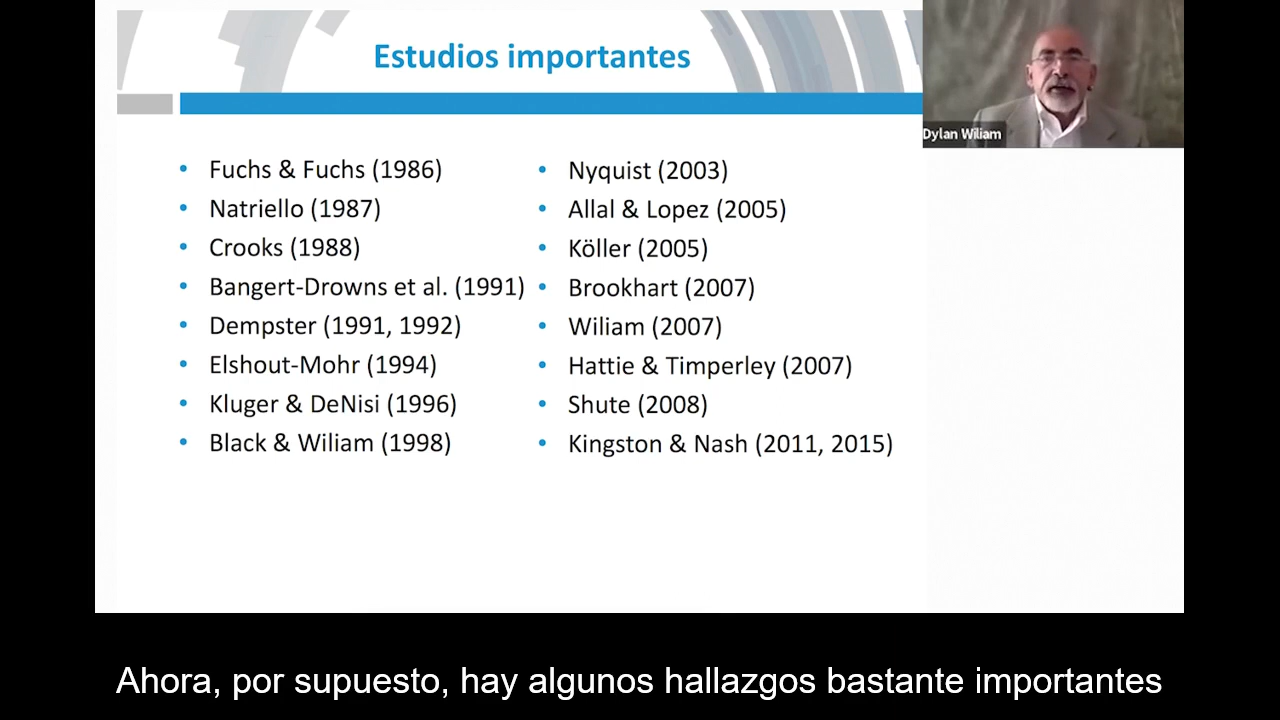 Estudios importantes
Dylan Wiliam
Fuchs & Fuchs (1986)
Natriello (1987)
Crooks (1988)
Bangert-Drowns et al. (1991)
Dempster (1991, 1992)
Elshout-Mohr (1994)
Kluger & DeNisi (1996)
Black & Wiliam (1998)
Nyquist (2003)
Allal & Lopez (2005)
Köller (2005)
Brookhart (2007)
Wiliam (2007)
Hattie & Timperley (2007)
Shute (2008)
Kingston & Nash (2011, 2015)
Ahora, por supuesto, hay algunos hallazgos bastante importantes